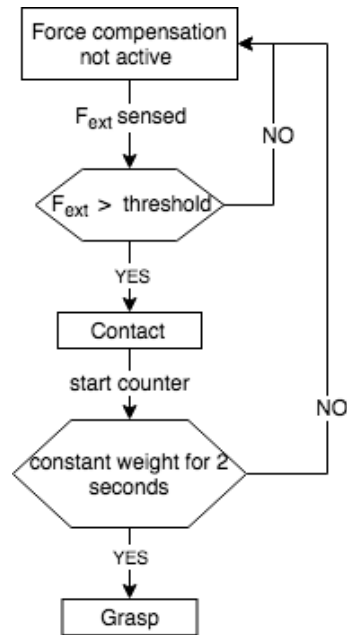 Force compensation
not active
F_ext sensed
NO
F_ext > threshold
YES
Contact
start counter
NO
constant weight for 2
seconds
YES
Grasp